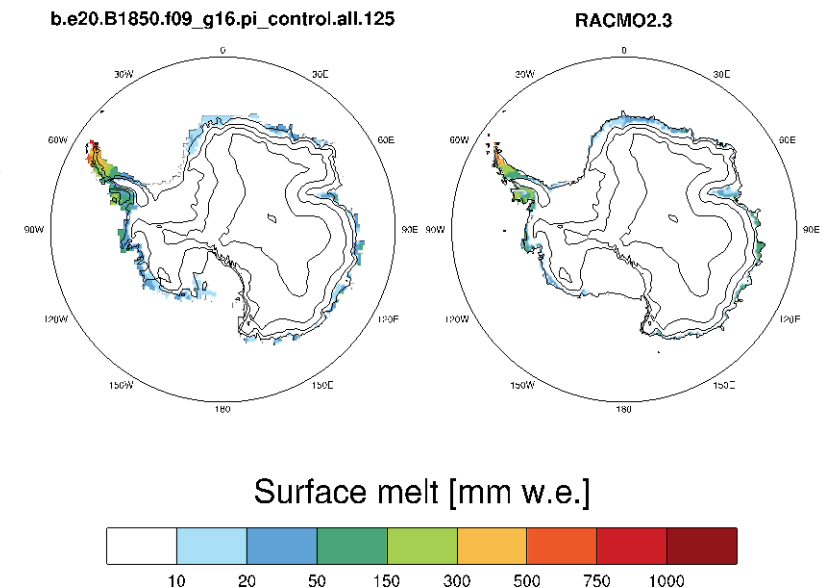 b.e20.B1850.f09_g16.pi_control.all.125
RACMO2.3
0
30W
30E
60W
60E
90W
90E
120W
120E
150W
150E
180
0
30W
30E
60W
60E
90W
90E
120W
120E
150W
150E
180
Surface melt [mm w.e.]
10 20 50 150 300 500 750 1000